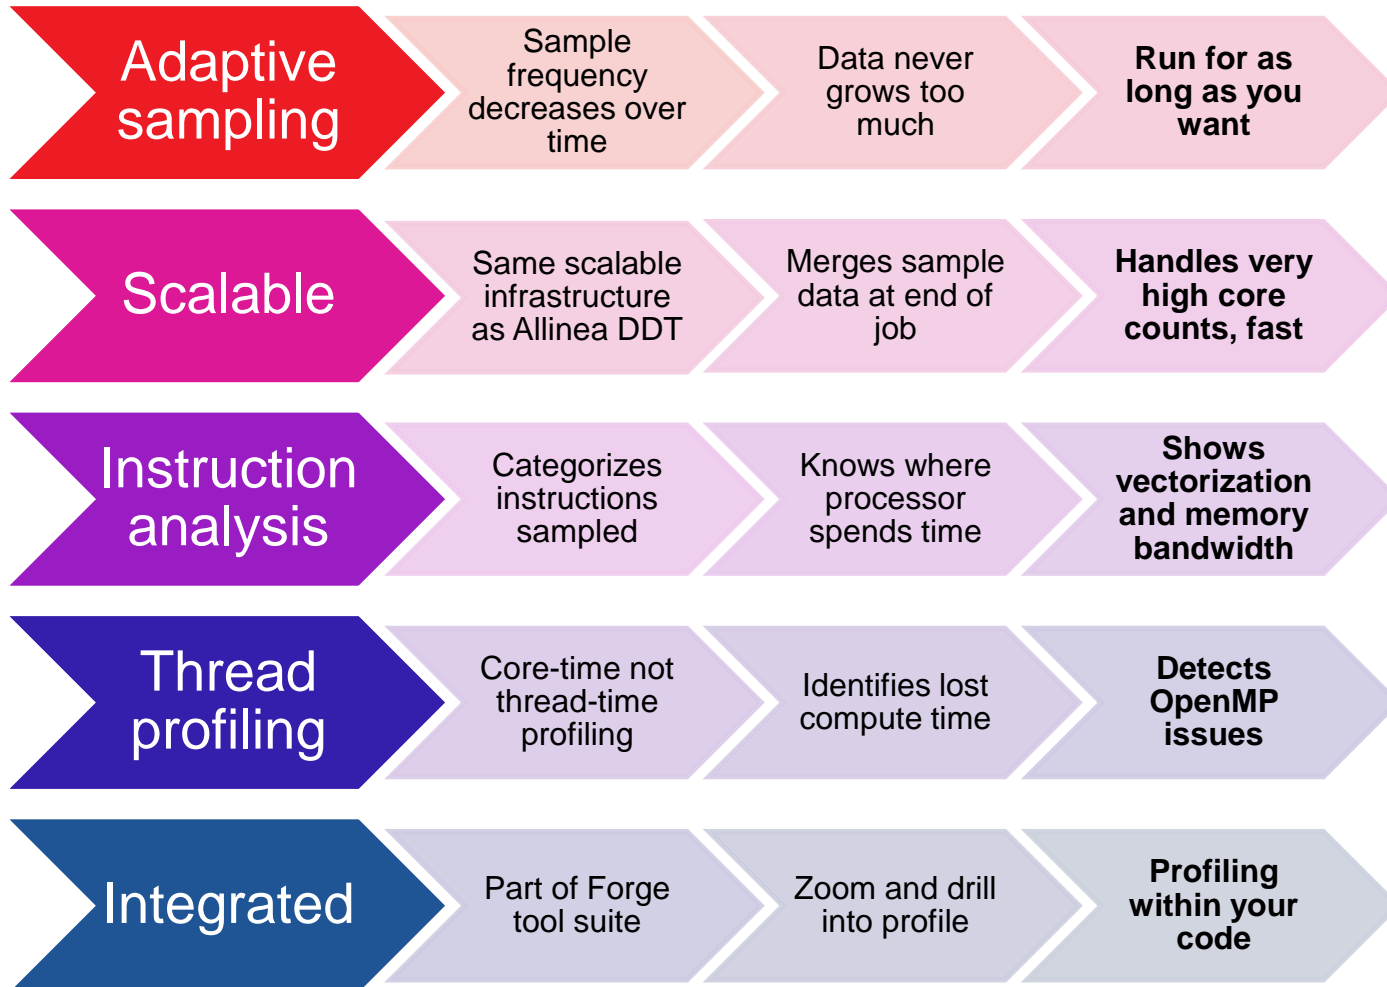 Adaptive
sampling
Sample
frequency
decreases over
time
Data never
grows too
much
Run for as
long as you
want
Scalable
Same scalable
infrastructure
as Allinea DDT
Merges sample
data at end of
job
Handles very
high core
counts, fast
Instruction
analysis
Categorizes
instructions
sampled
Knows where
processor
spends time
Shows
vectorization
and memory
bandwidth
Thread
profiling
Core-time not
thread-time
profiling
Identifies lost
compute time
Detects
OpenMP
issues
Integrated
Part of Forge
tool suite
Zoom and drill
into profile
Profiling
within your
code